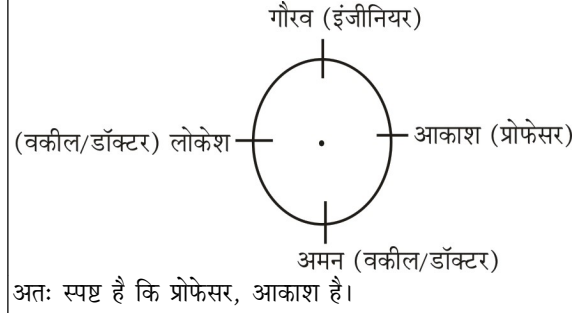 गौरव (इंजीनियर)
(वकील/डॉक्टर) लोकेश
आकाश (प्रोफेसर)
अमन (वकील/डॉक्टर)
अतः स्पष्ट है कि प्रोफेसर, आकाश है।